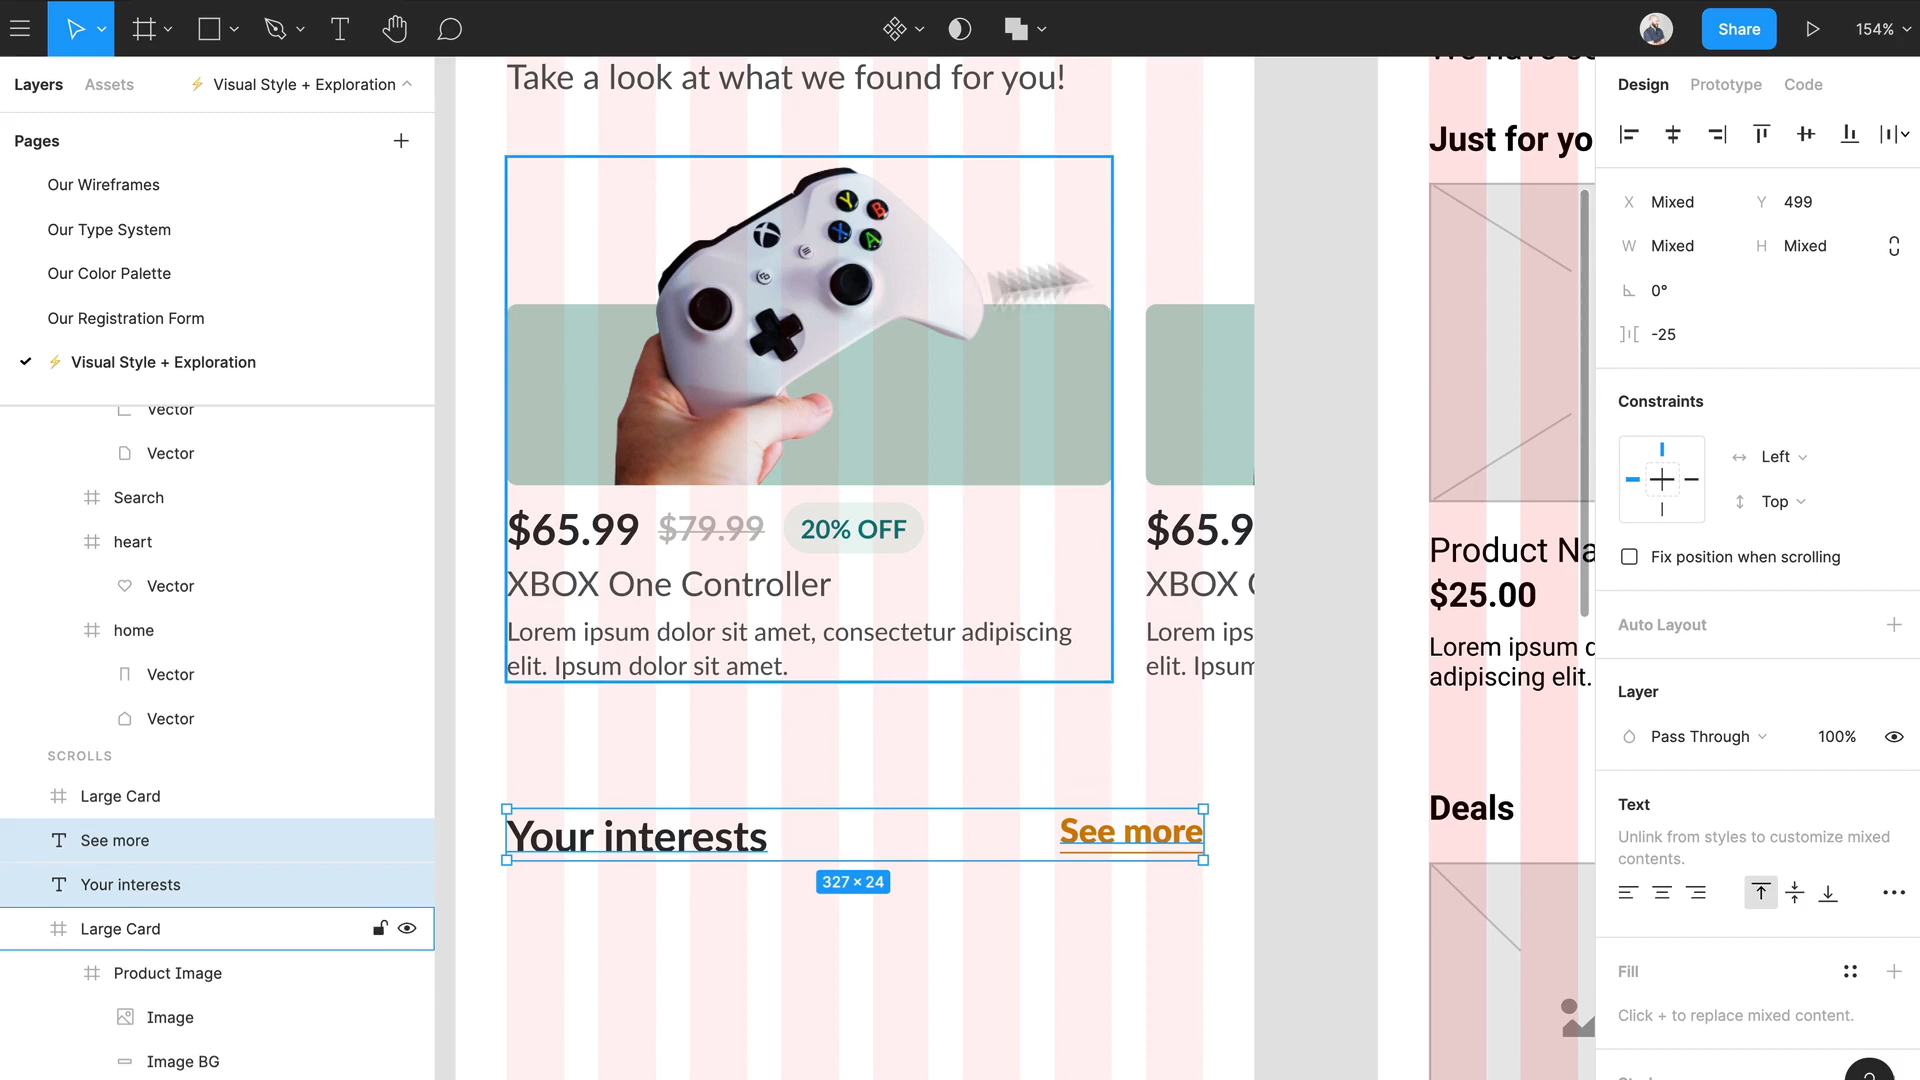 Share
154%
Layers
Assets
Visual Style + Exploration
Pages
Our Wireframes
Our Type System
Our Color Palette
Our Registration Form
Visual Style + Exploration
Vector
Vector
Search
heart
Vector
home
Vector
Vector
SCROLLS
Large Card
See more
Your interests
Large Card
Product Image
Image
Image BG
Take a look at what we found for you!
Y
B
X
A
$65.99 $79.99 20% OFF
XBOX One Controller
Lorem ipsum dolor sit amet, consectetur adipiscing
elit. Ipsum dolor sit amet.
$65.9
XBOX
Lorem ips
elit. Ipsum
Your interests
See more
327 × 24
Just for yo
Product Na
$25.00
Lorem ipsum d
adipiscing elit.
Deals
Design
Prototype
Code
X Mixed Y 499
W Mixed H Mixed
0°
-25
Constraints
Left
Top
Fix position when scrolling
Auto Layout
Layer
Pass Through 100%
Text
Unlink from styles to customize mixed
contents.
Fill
Click + to replace mixed content.